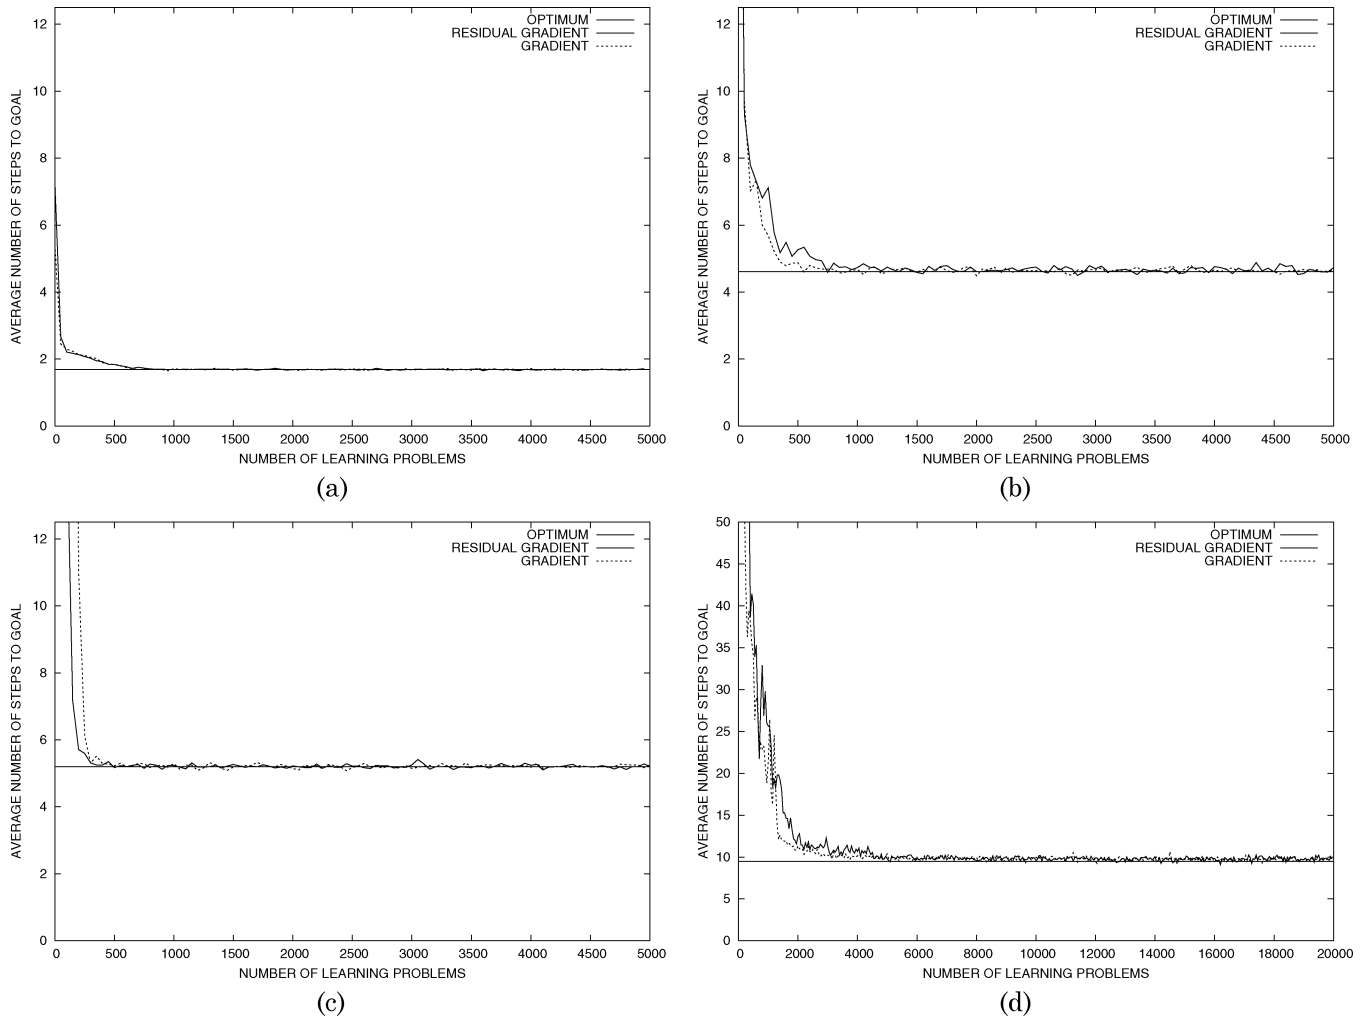 OPTIMUM
RESIDUAL GRADIENT
GRADIENT
12
10
8
6
4
2
0
AVERAGE NUMBER OF STEPS TO GOAL
0 500 1000 1500 2000 2500 3000 3500 4000 4500 5000
NUMBER OF LEARNING PROBLEMS
(a)
OPTIMUM
RESIDUAL GRADIENT
GRADIENT
12
10
8
6
4
2
0
AVERAGE NUMBER OF STEPS TO GOAL
0 500 1000 1500 2000 2500 3000 3500 4000 4500 5000
NUMBER OF LEARNING PROBLEMS
(b)
OPTIMUM
RESIDUAL GRADIENT
GRADIENT
12
10
8
6
4
2
0
AVERAGE NUMBER OF STEPS TO GOAL
0 500 1000 1500 2000 2500 3000 3500 4000 4500 5000
NUMBER OF LEARNING PROBLEMS
(c)
OPTIMUM
RESIDUAL GRADIENT
GRADIENT
50
45
40
35
30
25
20
15
10
5
0
AVERAGE NUMBER OF STEPS TO GOAL
0 2000 4000 6000 8000 10000 12000 14000 16000 18000 20000
NUMBER OF LEARNING PROBLEMS
(d)